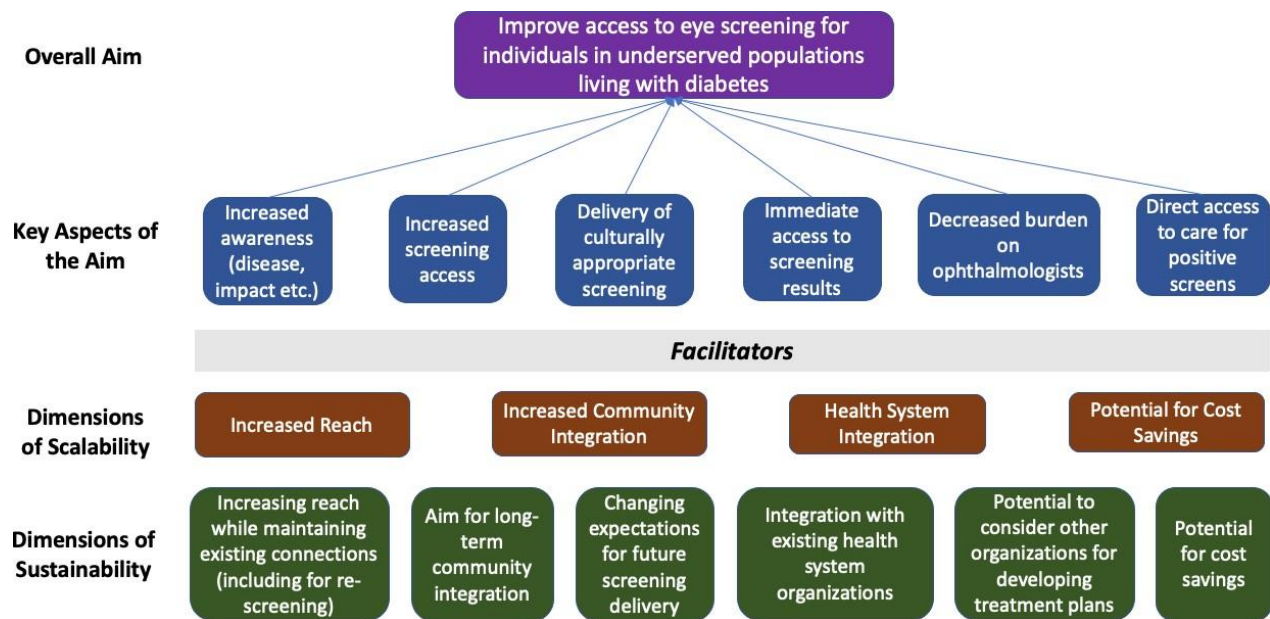 Overall Aim
Improve access to eye screening for
individuals in underserved populations
living with diabetes
Key Aspects of
the Aim
Increased
awareness
(disease,
impact etc.)
Increased
screening
access
Delivery of
culturally
appropriate
screening
Immediate
access to
screening
results
Decreased burden
on
ophthalmologists
Direct access
to care for
positive
screens
Facilitators
Dimensions
of Scalability
Increased Reach
Increased Community
Integration
Health System
Integration
Potential for Cost
Savings
Dimensions of
Sustainability
Increasing reach
while maintaining
existing connections
(including for re-
screening)
Aim for long-
term
community
integration
Changing
expectations
for future
screening
delivery
Integration with
existing health
system
organizations
Potential to
consider other
organizations for
developing
treatment plans
Potential
for cost
savings